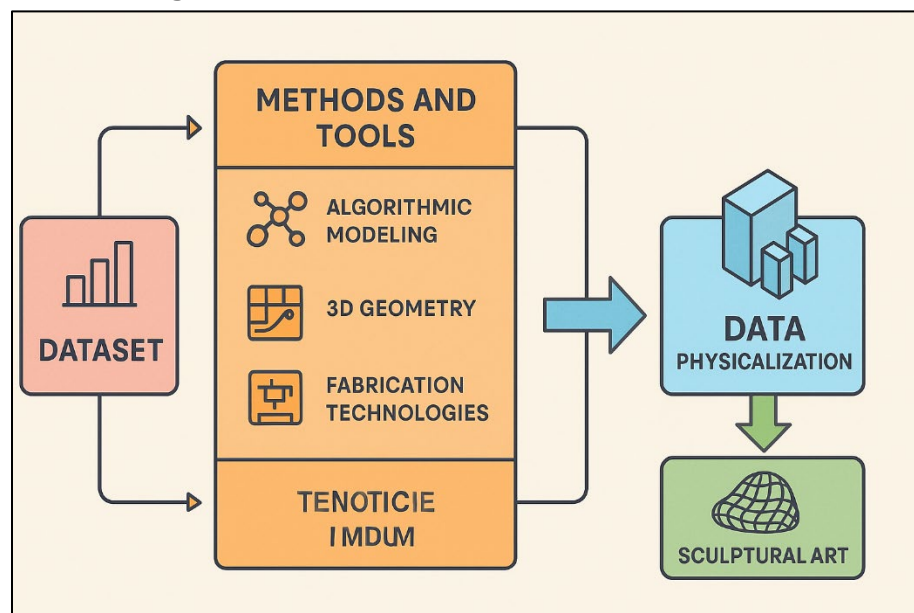 DATASET
METHODS AND
TOOLS
ALGORITHMIC
MODELING
3D GEOMETRY
FABRICATION
TECHNOLOGIES
TENOTICIE
IMDUM
DATA
PHYSICALIZATION
SCULPTURAL ART